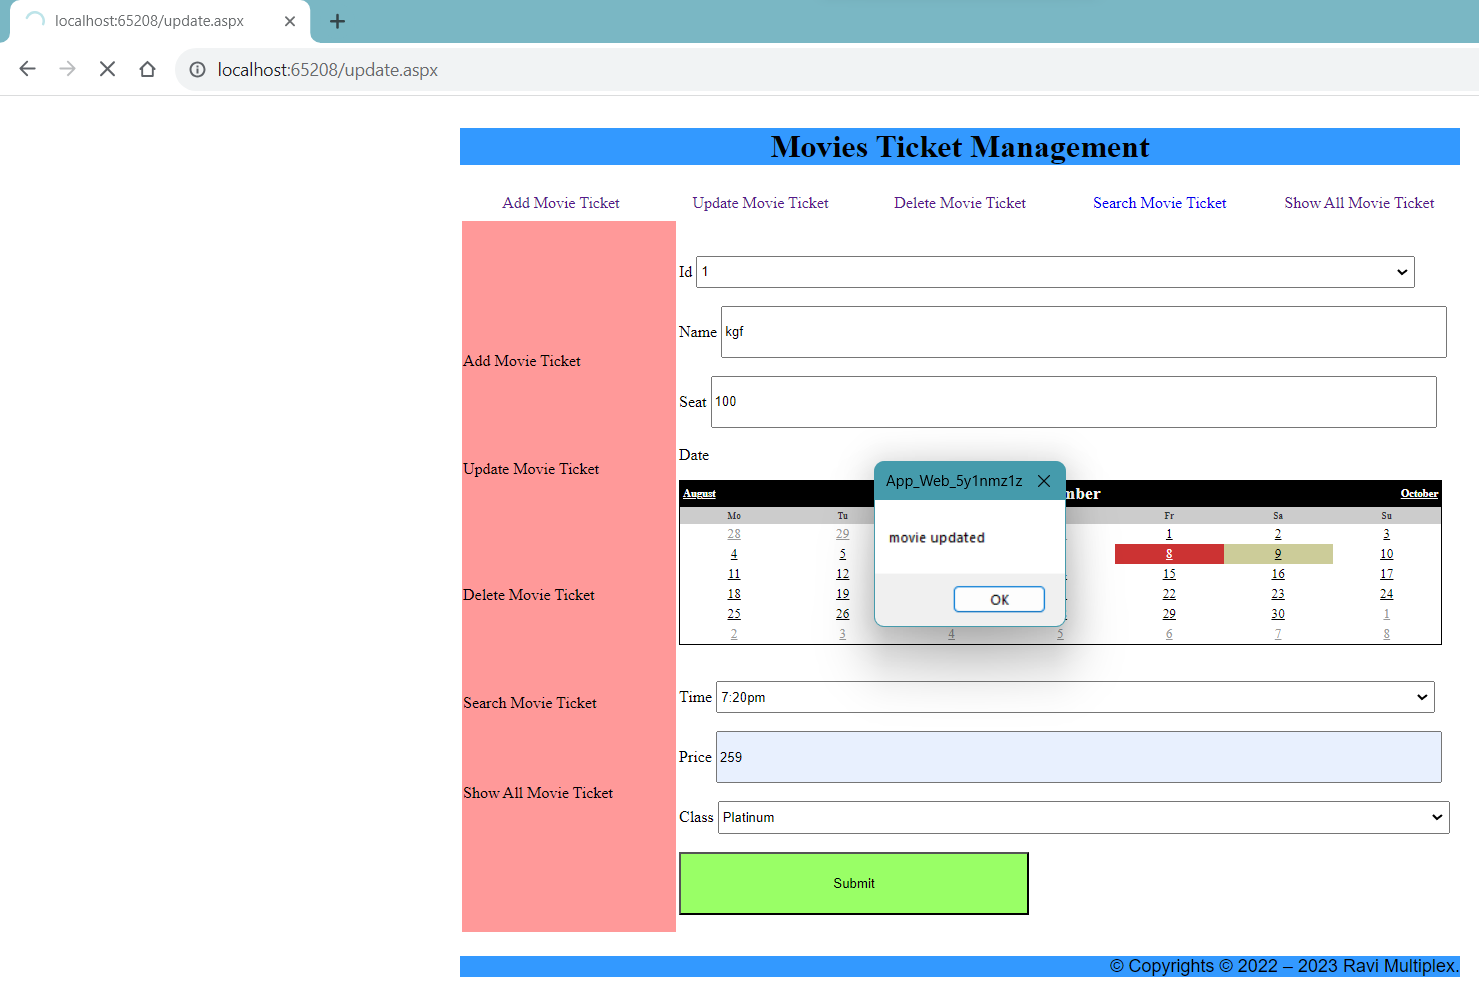 localhost:65208/update.aspx
localhost:65208/update.aspx
Movies Ticket Management
Add Movie Ticket Update Movie Ticket Delete Movie Ticket Search Movie Ticket Show All Movie Ticket
Add Movie Ticket
Update Movie Ticket
Delete Movie Ticket
Search Movie Ticket
Show All Movie Ticket
Id 1
Name kgf
Seat 100
Date
August mber October
Mo Tu Fr Sa Su
28 29 1 2 3
4 5 8 9 10
11 12 15 16 17
18 19 22 23 24
25 26 29 30 1
2 3 4 5 6 7 8
App_Web_5y1nmz1z
movie updated
OK
Time 7:20pm
Price 259
Class Platinum
Submit
© Copyrights © 2022 – 2023 Ravi Multiplex.